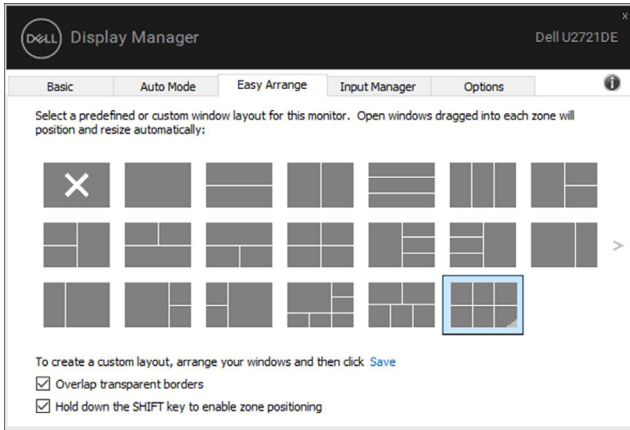 x
DELL Display Manager Dell U2721DE
Basic Auto Mode Easy Arrange Input Manager Options i
Select a predefined or custom window layout for this monitor. Open windows dragged into each zone will
position and resize automatically:
>
To create a custom layout, arrange your windows and then click Save
Overlap transparent borders
Hold down the SHIFT key to enable zone positioning